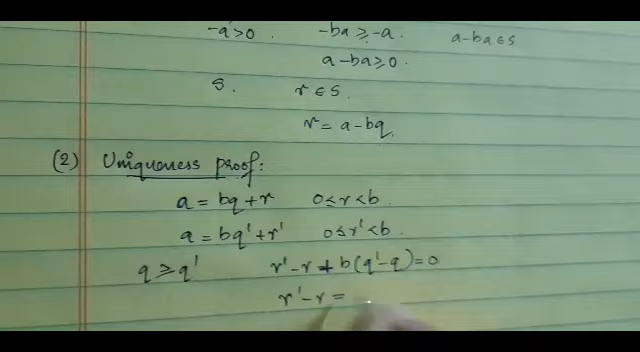 -a>0. -ba ≥ -a. a-ba∈s
a-ba≥0.
S. r∈S.
r = a-bq.
(2) Uniqueness proof:
a = bq+r 0≤r<b.
a = bq'+r' 0≤r'<b.
q ≥ q' r'-r+b(q'-q)=0
r'-r =